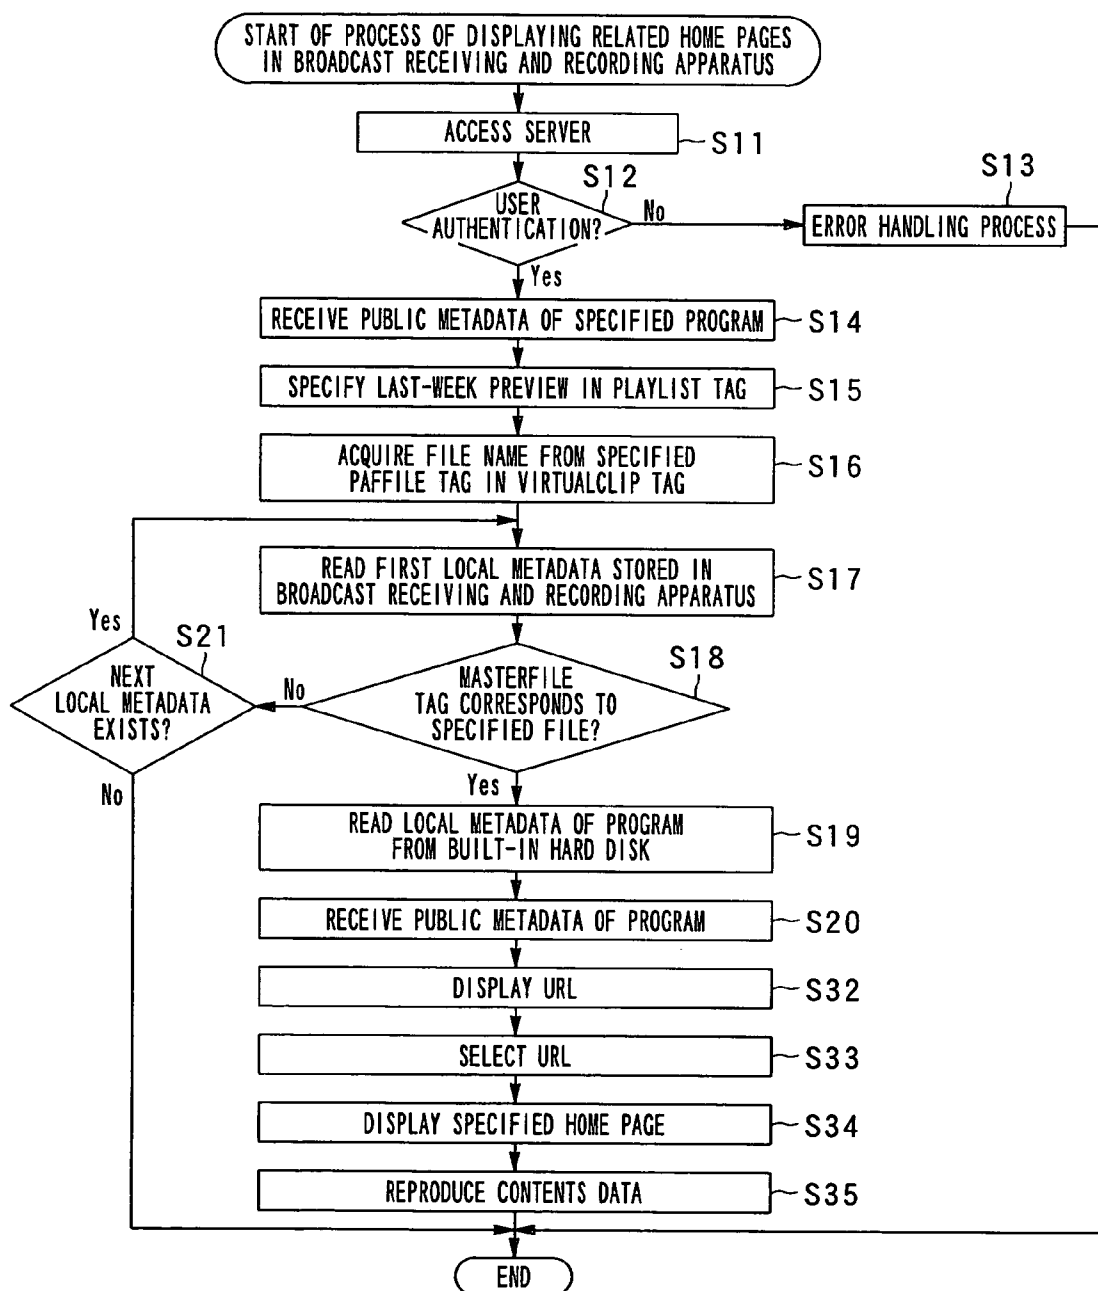 START OF PROCESS OF DISPLAYING RELATED HOME PAGES
IN BROADCAST RECEIVING AND RECORDING APPARATUS
ACCESS SERVER
S11
S12
USER
AUTHENTICATION?
No
Yes
S13
ERROR HANDLING PROCESS
RECEIVE PUBLIC METADATA OF SPECIFIED PROGRAM
S14
SPECIFY LAST-WEEK PREVIEW IN PLAYLIST TAG
S15
ACQUIRE FILE NAME FROM SPECIFIED
PAFFILE TAG IN VIRTUALCLIP TAG
S16
READ FIRST LOCAL METADATA STORED IN
BROADCAST RECEIVING AND RECORDING APPARATUS
S17
Yes
S21
NEXT
LOCAL METADATA
EXISTS?
No
No
S18
MASTERFILE
TAG CORRESPONDS TO
SPECIFIED FILE?
Yes
READ LOCAL METADATA OF PROGRAM
FROM BUILT-IN HARD DISK
S19
RECEIVE PUBLIC METADATA OF PROGRAM
S20
DISPLAY URL
S32
SELECT URL
S33
DISPLAY SPECIFIED HOME PAGE
S34
REPRODUCE CONTENTS DATA
S35
END